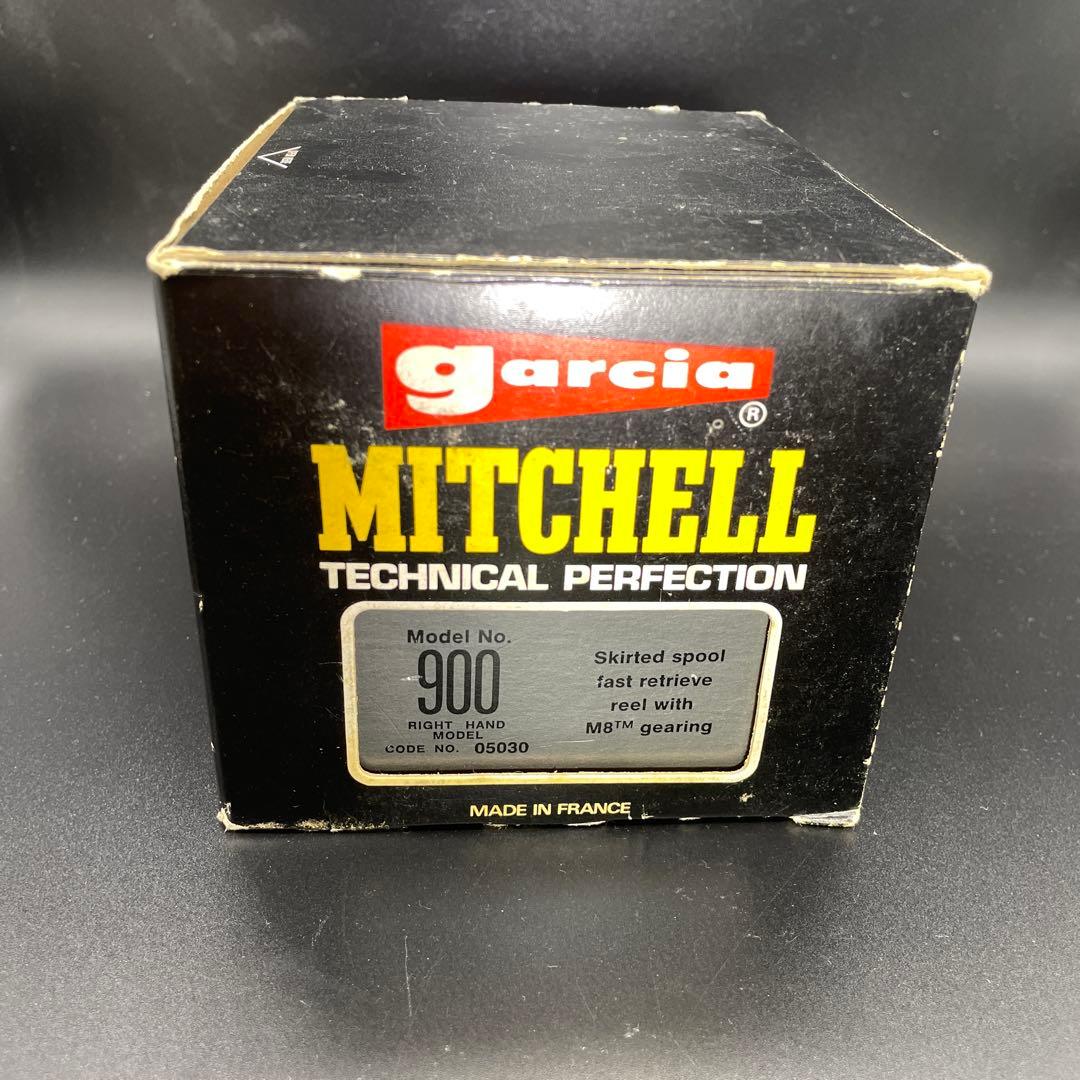 garcia
®
MITCHELL
TECHNICAL PERFECTION
Model No.
900
RIGHT HAND
MODEL
CODE NO. 05030
Skirted spool
fast retrieve
reel with
M8™ gearing
MADE IN FRANCE